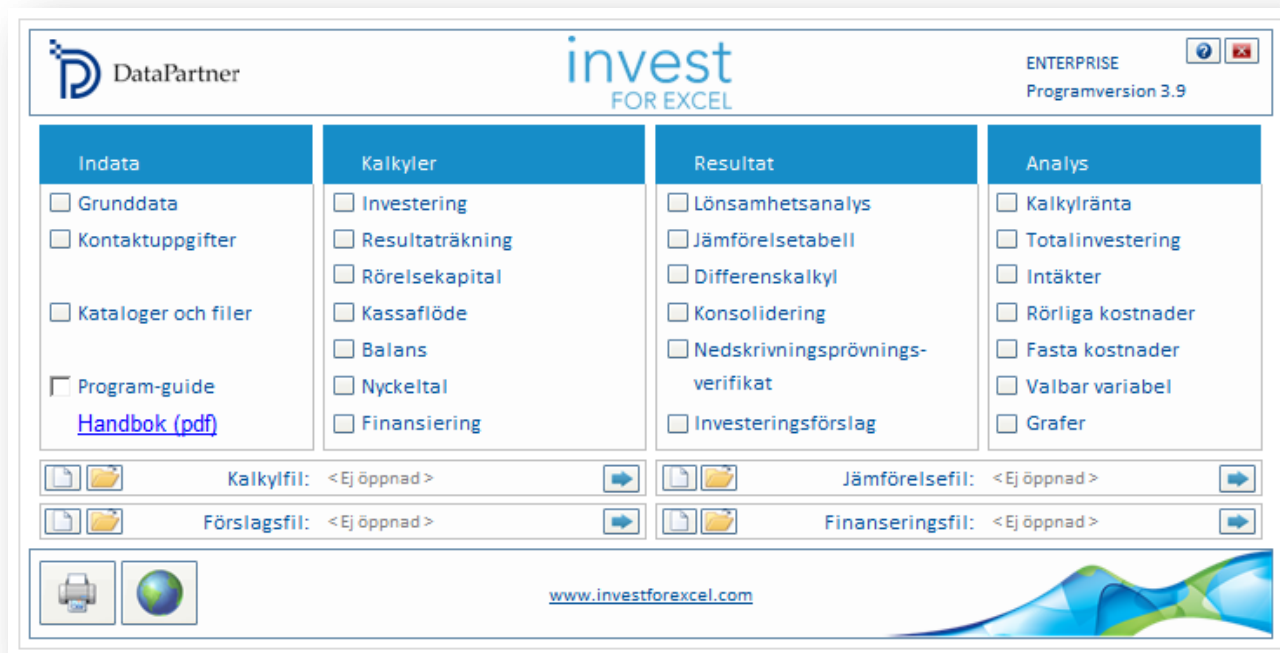 DataPartner
invest
FOR EXCEL
ENTERPRISE
Programversion 3.9
Indata
Grunddata
Kontaktuppgifter
Kataloger och filer
Program-guide
Handbok (pdf)
Kalkyler
Investering
Resultaträkning
Rörelsekapital
Kassaflöde
Balans
Nyckeltal
Finansiering
Resultat
Lönsamhetsanalys
Jämförelsetabell
Differenskalkyl
Konsolidering
Nedskrivningsprövnings-
verifikat
Investeringsförslag
Analys
Kalkylränta
Totalinvestering
Intäkter
Rörliga kostnader
Fasta kostnader
Valbar variabel
Grafer
Kalkylfil: <Ej öppnad>
Jämförelsefil: <Ej öppnad>
Förslagsfil: <Ej öppnad>
Finanseringsfil: <Ej öppnad>
www.investforexcel.com